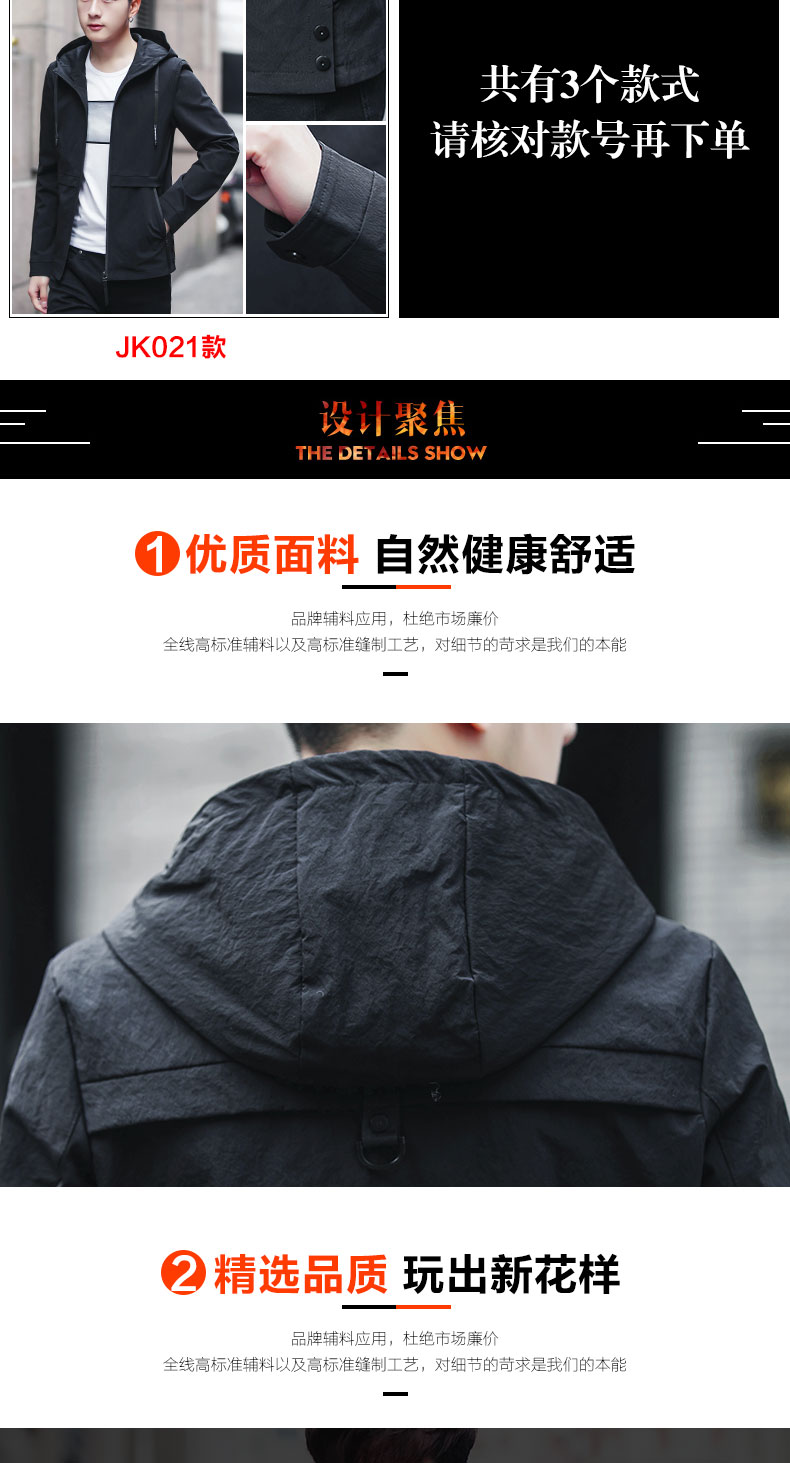 共有3个款式
请核对款号再下单
JK021款
设计聚焦
THE DETAILS SHOW
1 优质面料 自然健康舒适
品牌辅料应用，杜绝市场廉价
全线高标准辅料以及高标准缝制工艺，对细节的苛求是我们的本能
2 精选品质 玩出新花样
品牌辅料应用，杜绝市场廉价
全线高标准辅料以及高标准缝制工艺，对细节的苛求是我们的本能